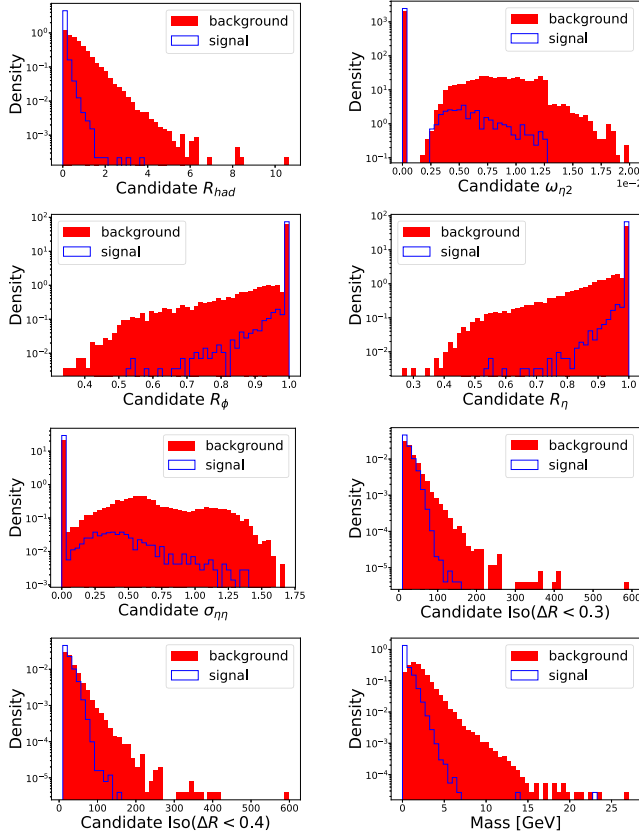 background
signal
Density
10⁰
10⁻¹
10⁻²
10⁻³
0 2 4 6 8 10
Candidate R_had
background
signal
Density
10³
10²
10¹
10⁰
10⁻¹
0.00 0.25 0.50 0.75 1.00 1.25 1.50 1.75 2.00
1e-2
Candidate ω_η2
background
signal
Density
10²
10¹
10⁰
10⁻¹
10⁻²
0.4 0.5 0.6 0.7 0.8 0.9 1.0
Candidate R_ϕ
background
signal
Density
10²
10¹
10⁰
10⁻¹
10⁻²
0.3 0.4 0.5 0.6 0.7 0.8 0.9 1.0
Candidate R_η
background
signal
Density
10¹
10⁰
10⁻¹
10⁻²
10⁻³
0.00 0.25 0.50 0.75 1.00 1.25 1.50 1.75
Candidate σ_ηη
background
signal
Density
10⁻²
10⁻³
10⁻⁴
10⁻⁵
0 100 200 300 400 500 600
Candidate Iso(ΔR < 0.3)
background
signal
Density
10⁻²
10⁻³
10⁻⁴
10⁻⁵
0 100 200 300 400 500 600
Candidate Iso(ΔR < 0.4)
background
signal
Density
10⁰
10⁻¹
10⁻²
10⁻³
10⁻⁴
0 5 10 15 20 25
Mass [GeV]